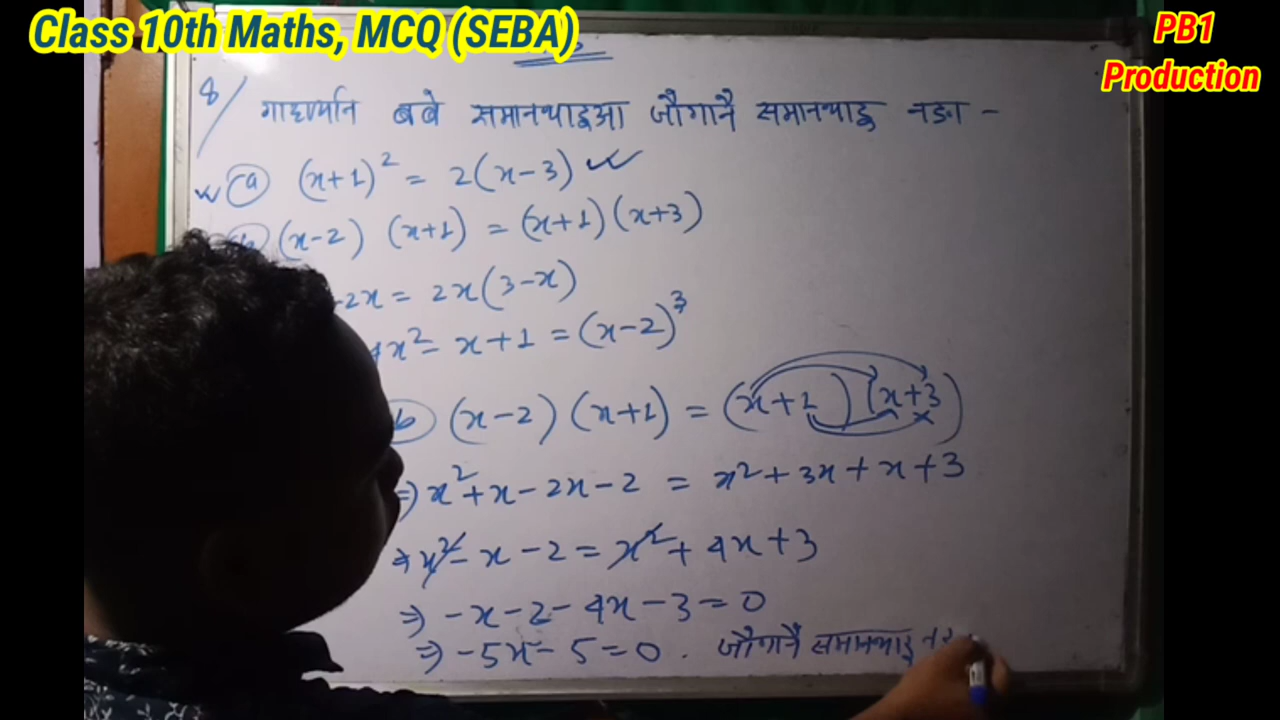 Class 10th Maths, MCQ (SEBA)
PB1
Production
8/ गाहायनि बबे समानथाइआ जौगानै समानथाइ नङा -
(a) (x+1)² = 2(x-3)
(x-2) (x+1) = (x+1)(x+3)
-2x = 2x(3-x)
4x² - x + 1 = (x-2)³
b (x-2) (x+1) = (x+1) (x+3)
⇒ x² + x - 2x - 2 = x² + 3x + x + 3
⇒ x² - x - 2 = x² + 4x + 3
⇒ -x - 2 - 4x - 3 = 0
⇒ -5x - 5 = 0. जौगानै समानथाइ